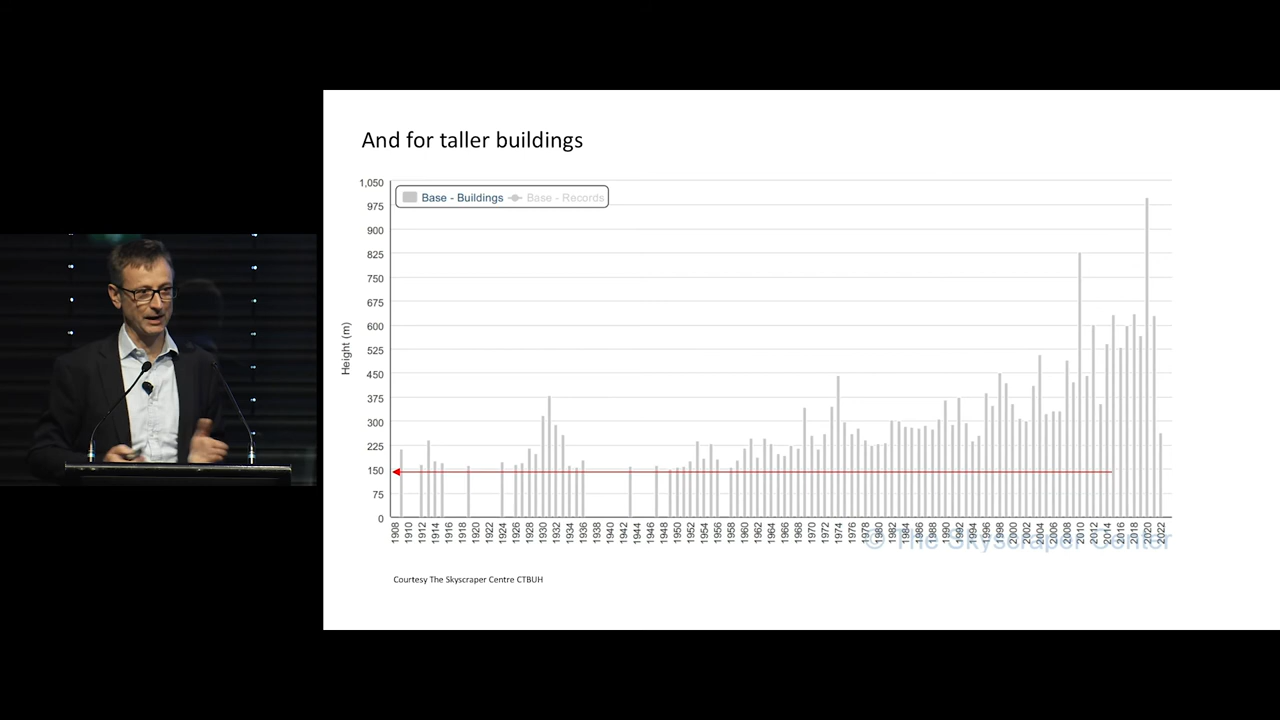 And for taller buildings
Base - Buildings Base - Records
1,050
975
900
825
750
675
600
525
450
375
300
225
150
75
0
Height (m)
1908 1910 1912 1914 1916 1918 1920 1922 1924 1926 1928 1930 1932 1934 1936 1938 1940 1942 1944 1946 1948 1950 1952 1954 1956 1958 1960 1962 1964 1966 1968 1970 1972 1974 1976 1978 1980 1982 1984 1986 1988 1990 1992 1994 1996 1998 2000 2002 2004 2006 2008 2010 2012 2014 2016 2018 2020 2022
© The Skyscraper Center
Courtesy The Skyscraper Centre CTBUH